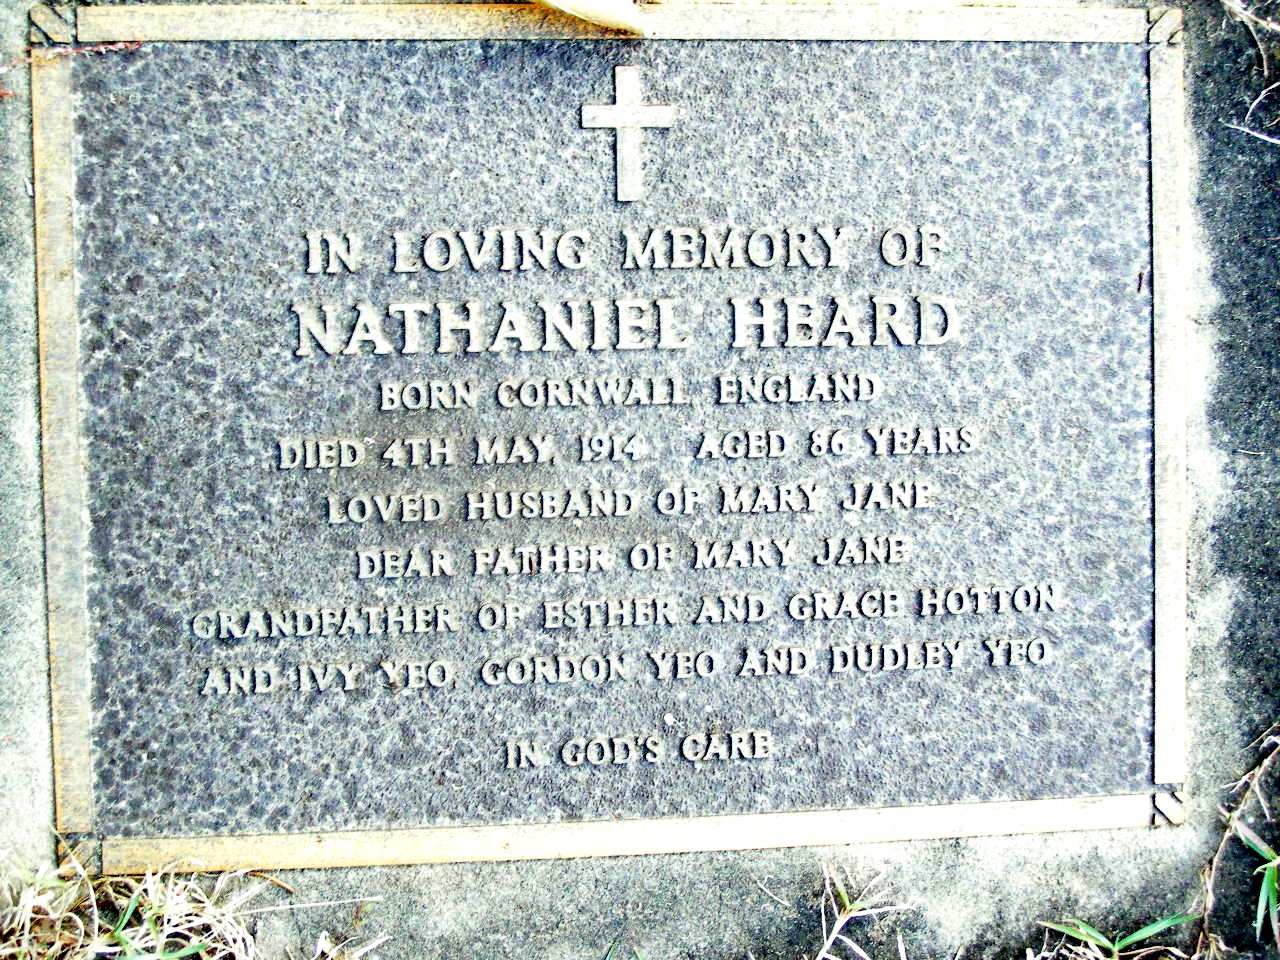 IN LOVING MEMORY OF
NATHANIEL HEARD
BORN CORNWALL ENGLAND
DIED 4TH MAY, 1914. AGED 86 YEARS
LOVED HUSBAND OF MARY JANE
DEAR FATHER OF MARY JANE
GRANDFATHER OF ESTHER AND GRACE HOTTON
AND IVY YEO, GORDON YEO AND DUDLEY YEO
IN GOD'S CARE